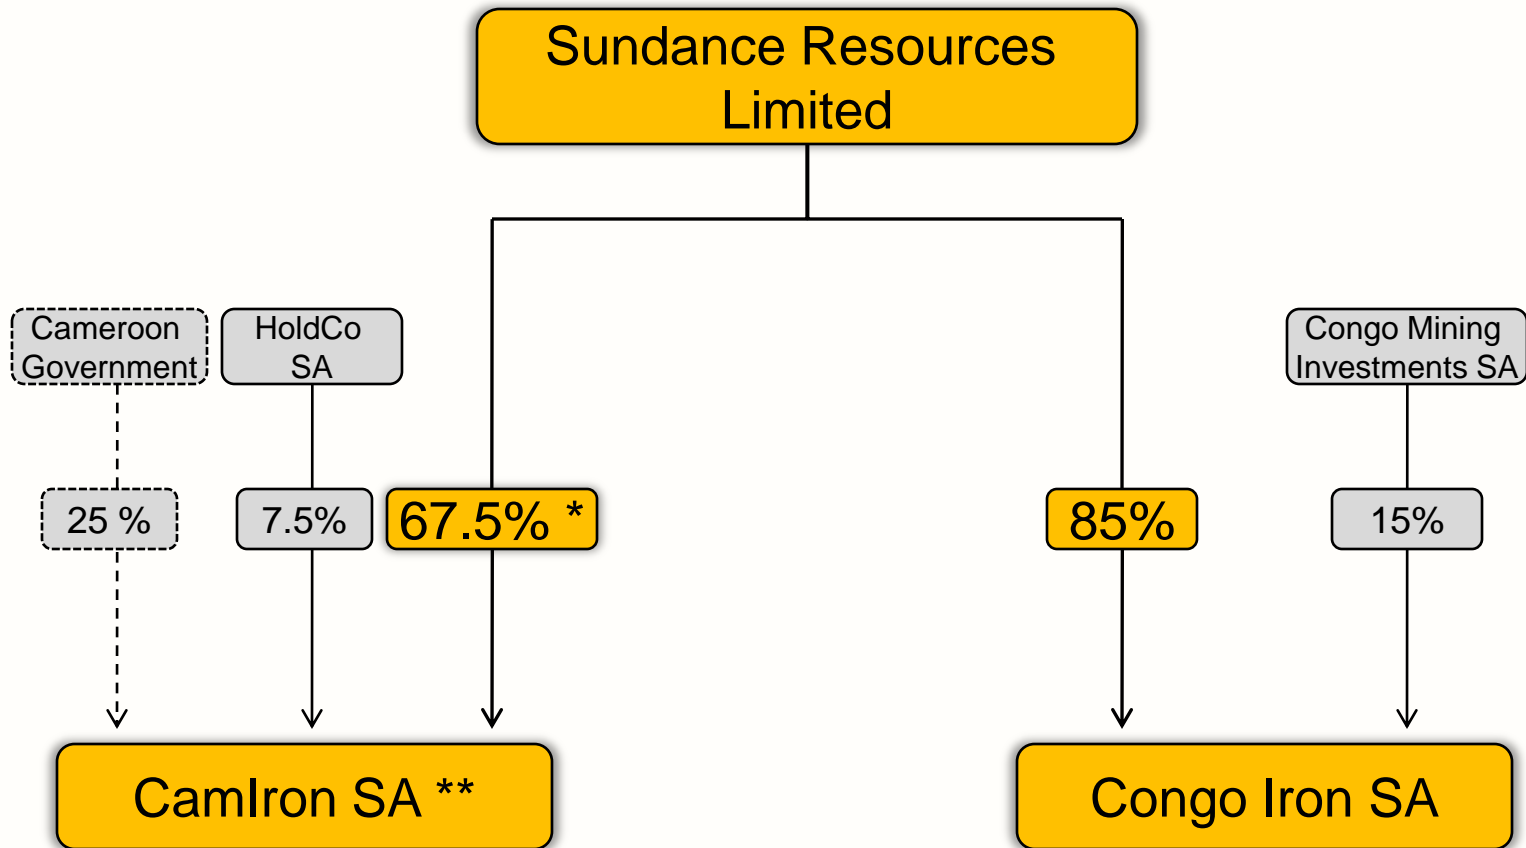 Sundance Resources
Limited
Cameroon
Government
HoldCo
SA
Congo Mining
Investments SA
25 %
7.5%
67.5% *
85%
15%
CamIron SA **
Congo Iron SA